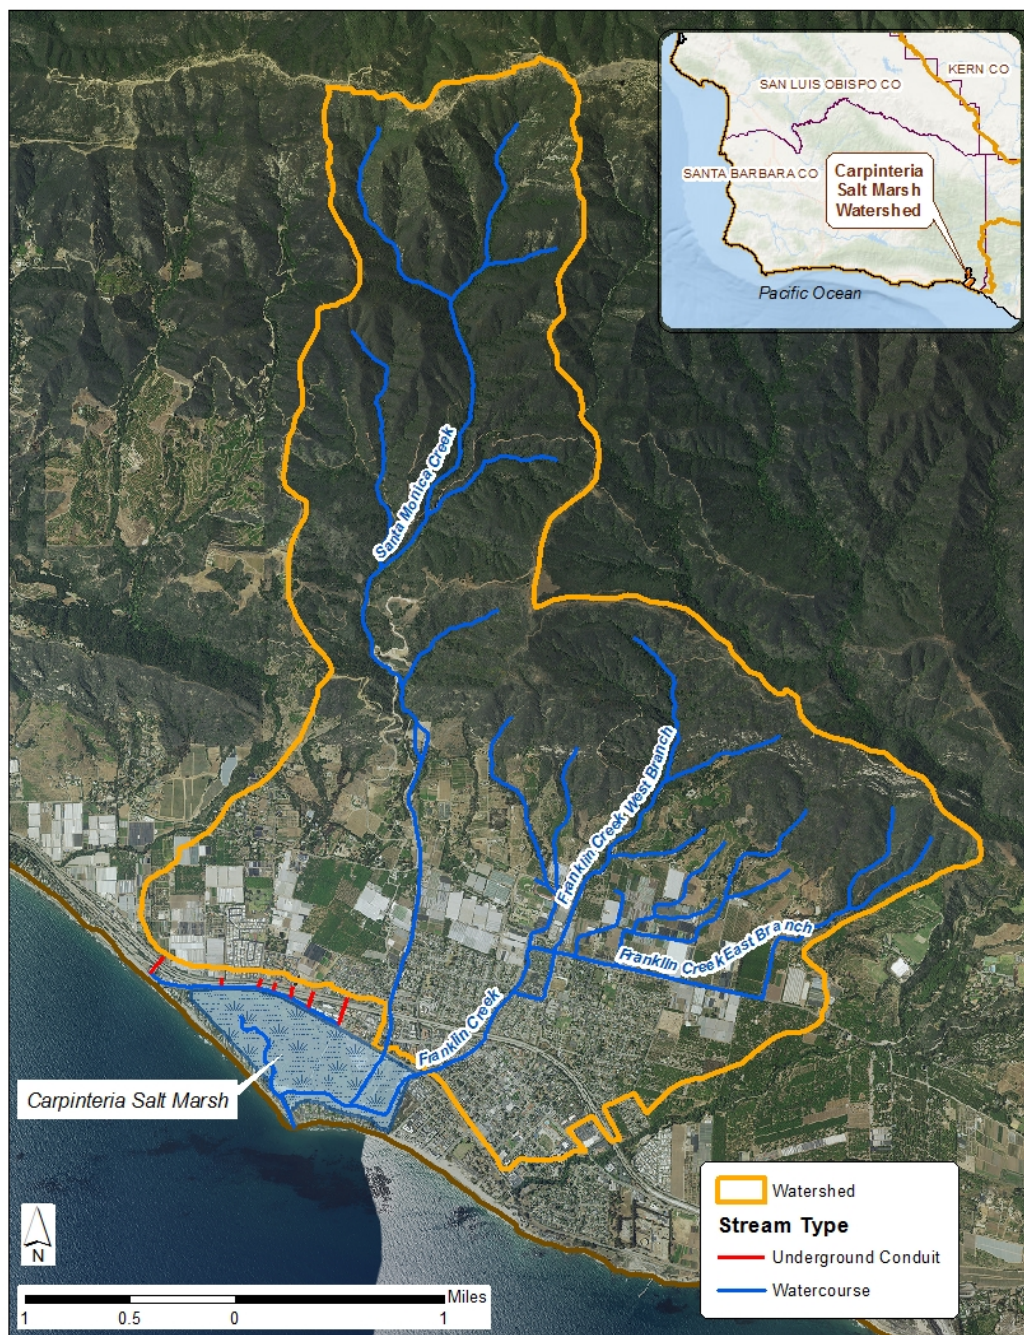 KERN CO
SAN LUIS OBISPO CO
SANTA BARBARA CO
Carpinteria
Salt Marsh
Watershed
Pacific Ocean
Santa Monica Creek
Franklin Creek West Branch
Franklin Creek East Branch
Franklin Creek
Carpinteria Salt Marsh
Watershed
Stream Type
Underground Conduit
Watercourse
N
Miles
1 0.5 0 1